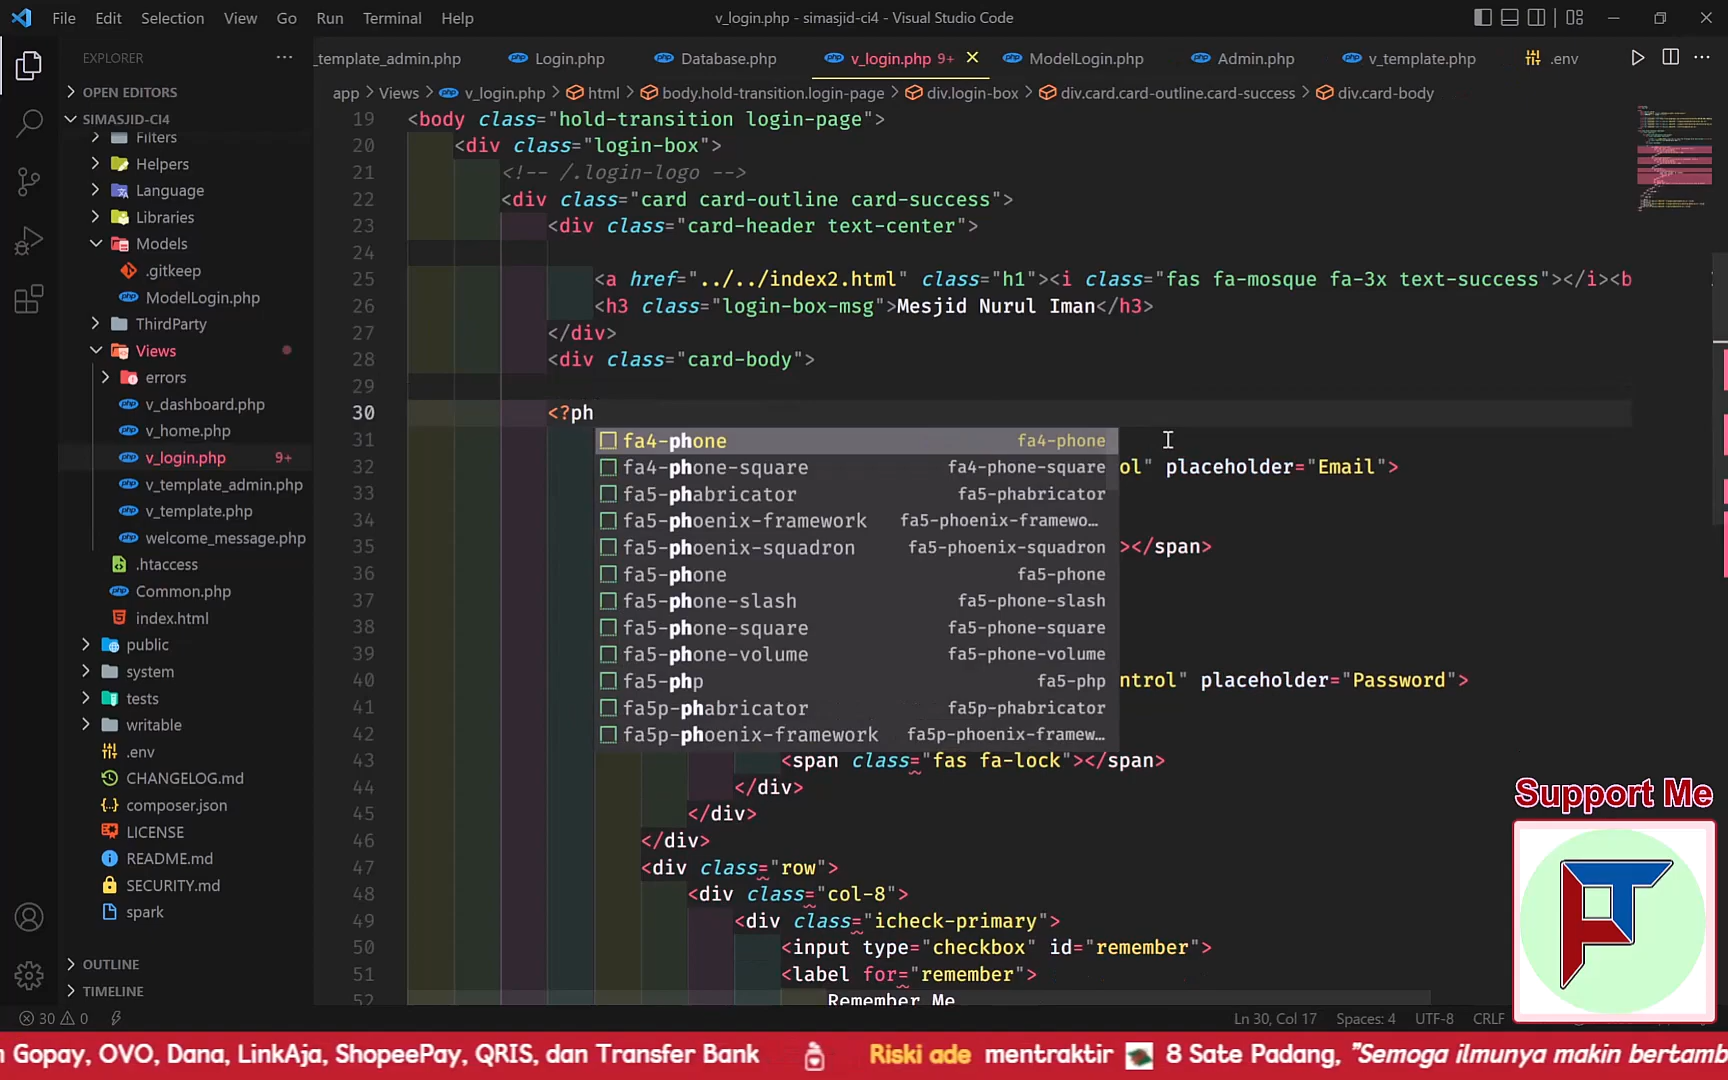 File Edit Selection View Go Run Terminal Help
v_login.php - simasjid-ci4 - Visual Studio Code
EXPLORER
_template_admin.php Login.php Database.php v_login.php 9+ ModelLogin.php Admin.php v_template.php .env
app > Views > v_login.php > html > body.hold-transition.login-page > div.login-box > div.card.card-outline.card-success > div.card-body
OPEN EDITORS
SIMASJID-CI4
Filters
Helpers
Language
Libraries
Models
.gitkeep
ModelLogin.php
ThirdParty
Views
errors
v_dashboard.php
v_home.php
v_login.php 9+
v_template_admin.php
v_template.php
welcome_message.php
.htaccess
Common.php
index.html
public
system
tests
writable
.env
CHANGELOG.md
composer.json
LICENSE
README.md
SECURITY.md
spark
OUTLINE
TIMELINE
19 <body class="hold-transition login-page">
20 <div class="login-box">
21 <!-- /.login-logo -->
22 <div class="card card-outline card-success">
23 <div class="card-header text-center">
24
25 <a href="../../index2.html" class="h1"><i class="fas fa-mosque fa-3x text-success"></i><b
26 <h3 class="login-box-msg">Mesjid Nurul Iman</h3>
27 </div>
28 <div class="card-body">
29
30 <?ph
31 fa4-phone fa4-phone
32 fa4-phone-square fa4-phone-square ol" placeholder="Email">
33 fa5-phabricator fa5-phabricator
34 fa5-phoenix-framework fa5-phoenix-framewo…
35 fa5-phoenix-squadron fa5-phoenix-squadron ></span>
36 fa5-phone fa5-phone
37 fa5-phone-slash fa5-phone-slash
38 fa5-phone-square fa5-phone-square
39 fa5-phone-volume fa5-phone-volume
40 fa5-php fa5-php ntrol" placeholder="Password">
41 fa5p-phabricator fa5p-phabricator
42 fa5p-phoenix-framework fa5p-phoenix-framew…
43 <span class="fas fa-lock"></span>
44 </div>
45 </div>
46 </div>
47 <div class="row">
48 <div class="col-8">
49 <div class="icheck-primary">
50 <input type="checkbox" id="remember">
51 <label for="remember">
52 Remember Me
Support Me
30 0 Ln 30, Col 17 Spaces: 4 UTF-8 CRLF
n Gopay, OVO, Dana, LinkAja, ShopeePay, QRIS, dan Transfer Bank Riski ade mentraktir 8 Sate Padang, "Semoga ilmunya makin bertamb